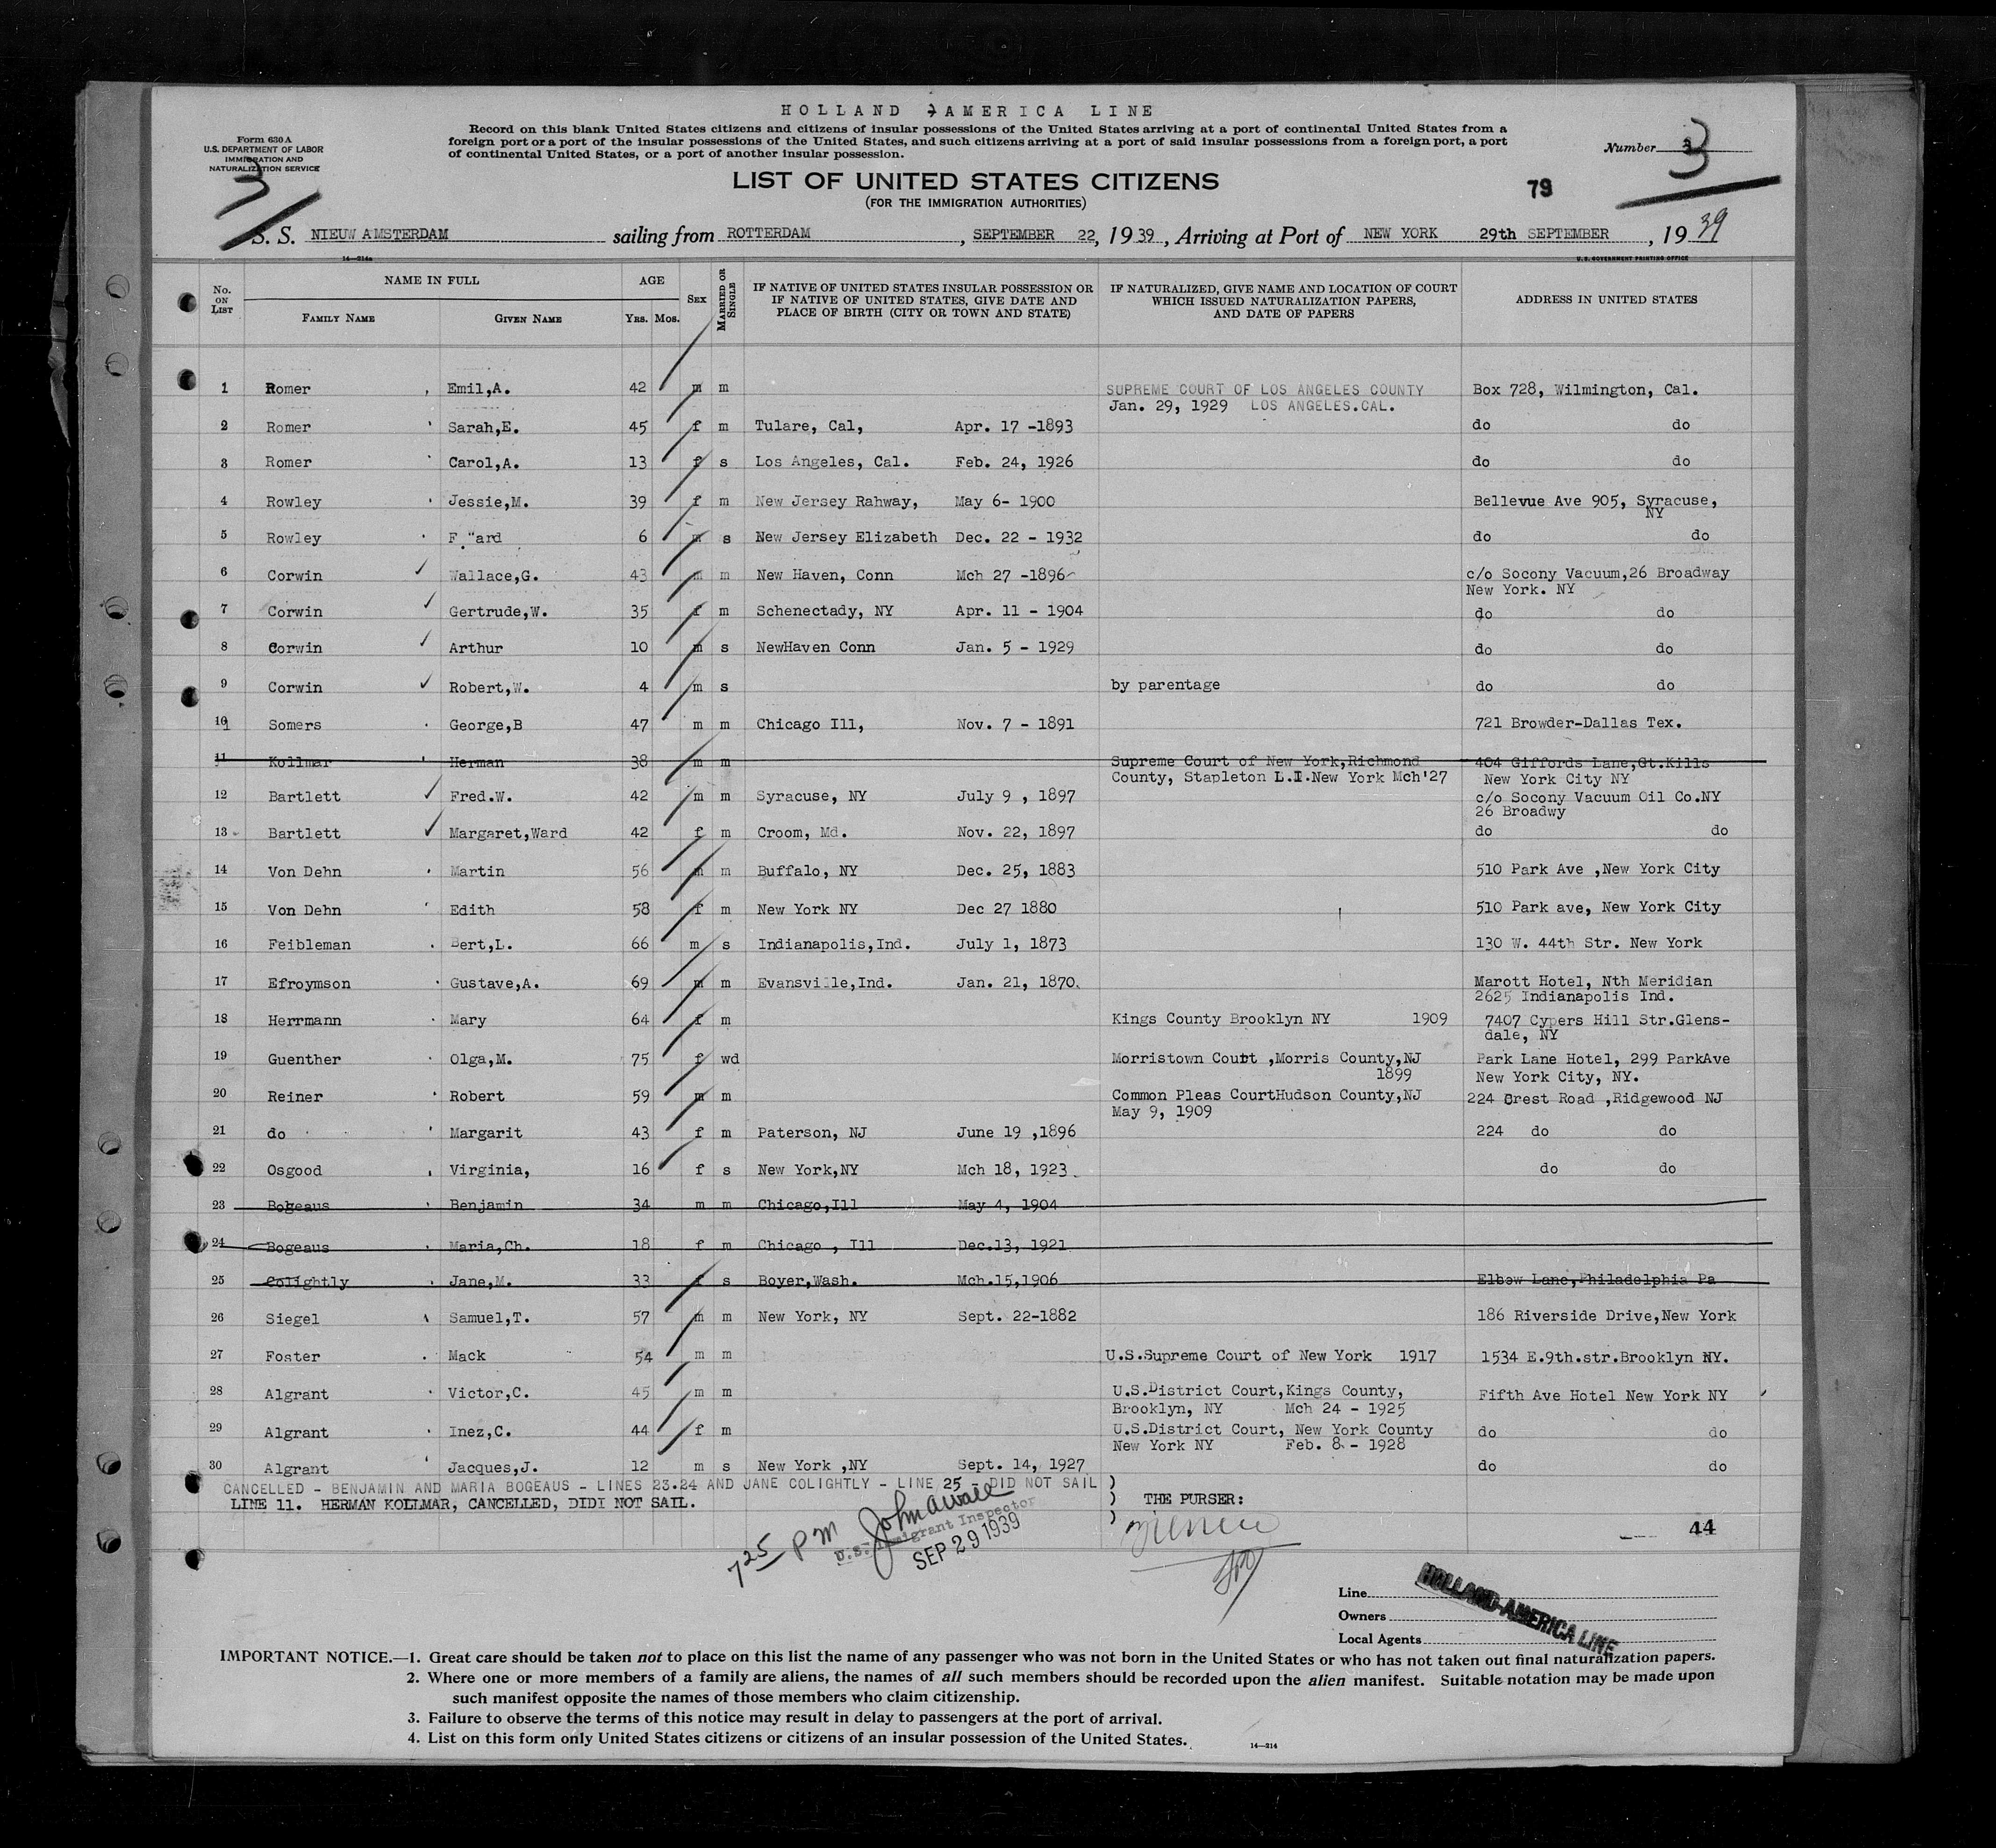 HOLLAND - AMERICA LINE
Form 630 A
U.S. DEPARTMENT OF LABOR
IMMIGRATION AND
NATURALIZATION SERVICE
3
Record on this blank United States citizens and citizens of insular possessions of the United States arriving at a port of continental United States from a
foreign port or a port of the insular possessions of the United States, and such citizens arriving at a port of said insular possessions from a foreign port, a port
of continental United States, or a port of another insular possession.
Number 3
LIST OF UNITED STATES CITIZENS
(FOR THE IMMIGRATION AUTHORITIES)
79
S. S. NIEUW AMSTERDAM sailing from ROTTERDAM , SEPTEMBER 22, 1939 , Arriving at Port of NEW YORK 29th SEPTEMBER , 1939
14—214a U.S. GOVERNMENT PRINTING OFFICE
No. ON LIST NAME IN FULL FAMILY NAME GIVEN NAME AGE YRS. MOS. SEX MARRIED OR SINGLE IF NATIVE OF UNITED STATES INSULAR POSSESSION OR IF NATIVE OF UNITED STATES, GIVE DATE AND PLACE OF BIRTH (CITY OR TOWN AND STATE) IF NATURALIZED, GIVE NAME AND LOCATION OF COURT WHICH ISSUED NATURALIZATION PAPERS, AND DATE OF PAPERS ADDRESS IN UNITED STATES
1 Romer , Emil,A. 42 m m SUPREME COURT OF LOS ANGELES COUNTY Box 728, Wilmington, Cal.
Jan. 29, 1929 LOS ANGELES.CAL.
2 Romer Sarah,E. 45 f m Tulare, Cal, Apr. 17 -1893 do do
3 Romer Carol,A. 13 f s Los Angeles, Cal. Feb. 24, 1926 do do
4 Rowley Jessie,M. 39 f m New Jersey Rahway, May 6- 1900 Bellevue Ave 905, Syracuse,
NY
5 Rowley F "ard 6 m s New Jersey Elizabeth Dec. 22 - 1932 do do
6 Corwin Wallace,G. 43 m m New Haven, Conn Mch 27 -1896 c/o Socony Vacuum,26 Broadway
New York. NY
7 Corwin Gertrude,W. 35 f m Schenectady, NY Apr. 11 - 1904 do do
8 Corwin Arthur 10 m s NewHaven Conn Jan. 5 - 1929 do do
9 Corwin Robert,W. 4 m s by parentage do do
10 Somers George,B 47 m m Chicago Ill, Nov. 7 - 1891 721 Browder-Dallas Tex.
11 Kollmar Herman 38 m m Supreme Court of New York,Richmond 404 Giffords Lane,Gt.Kills
County, Stapleton L.I.New York Mch'27 New York City NY
12 Bartlett Fred.W. 42 m m Syracuse, NY July 9 , 1897 c/o Socony Vacuum Oil Co.NY
26 Broadwy
13 Bartlett Margaret,Ward 42 f m Croom, Md. Nov. 22, 1897 do do
14 Von Dehn Martin 56 m m Buffalo, NY Dec. 25, 1883 510 Park Ave ,New York City
15 Von Dehn Edith 58 f m New York NY Dec 27 1880 510 Park ave, New York City
16 Feibleman Bert,L. 66 m s Indianapolis,Ind. July 1, 1873 130 W. 44th Str. New York
17 Efroymson Gustave,A. 69 m m Evansville,Ind. Jan. 21, 1870. Marott Hotel, Nth Meridian
2625 Indianapolis Ind.
18 Herrmann Mary 64 f m Kings County Brooklyn NY 1909 7407 Cypers Hill Str.Glens-
dale, NY
19 Guenther Olga,M. 75 f wd Morristown Court ,Morris County,NJ Park Lane Hotel, 299 ParkAve
1899 New York City, NY.
20 Reiner Robert 59 m m Common Pleas CourtHudson County,NJ 224 Crest Road ,Ridgewood NJ
May 9, 1909
21 do Margarit 43 f m Paterson, NJ June 19 ,1896 224 do do
22 Osgood Virginia, 16 f s New York,NY Mch 18, 1923 do do
23 Bogeaus Benjamin 34 m m Chicago,Ill May 4, 1904
24 Bogeaus Maria,Ch. 18 f m Chicago , Ill Dec.13, 1921
25 Colightly Jane,M. 33 f s Boyer,Wash. Mch.15,1906 Elbow Lane,Philadelphia Pa
26 Siegel Samuel,T. 57 m m New York, NY Sept. 22-1882 186 Riverside Drive,New York
27 Foster Mack 54 m m U.S.Supreme Court of New York 1917 1534 E.9th.str.Brooklyn NY.
28 Algrant Victor,C. 45 m m U.S.District Court,Kings County, Fifth Ave Hotel New York NY
Brooklyn, NY Mch 24 - 1925
29 Algrant Inez,C. 44 f m U.S.District Court, New York County do do
New York NY Feb. 8 - 1928
30 Algrant Jacques,J. 12 m s New York ,NY Sept. 14, 1927 do do
CANCELLED - BENJAMIN AND MARIA BOGEAUS - LINES 23.24 AND JANE COLIGHTLY - LINE 25 - DID NOT SAIL )
LINE 11. HERMAN KOLLMAR, CANCELLED, DIDI NOT SAIL. ) THE PURSER:
)
44
7 25 PM
U.S. Immigrant Inspector
SEP 29 1939
Line HOLLAND-AMERICA LINE
Owners
Local Agents
IMPORTANT NOTICE.—1. Great care should be taken not to place on this list the name of any passenger who was not born in the United States or who has not taken out final naturalization papers.
2. Where one or more members of a family are aliens, the names of all such members should be recorded upon the alien manifest. Suitable notation may be made upon
such manifest opposite the names of those members who claim citizenship.
3. Failure to observe the terms of this notice may result in delay to passengers at the port of arrival.
4. List on this form only United States citizens or citizens of an insular possession of the United States.
14—214